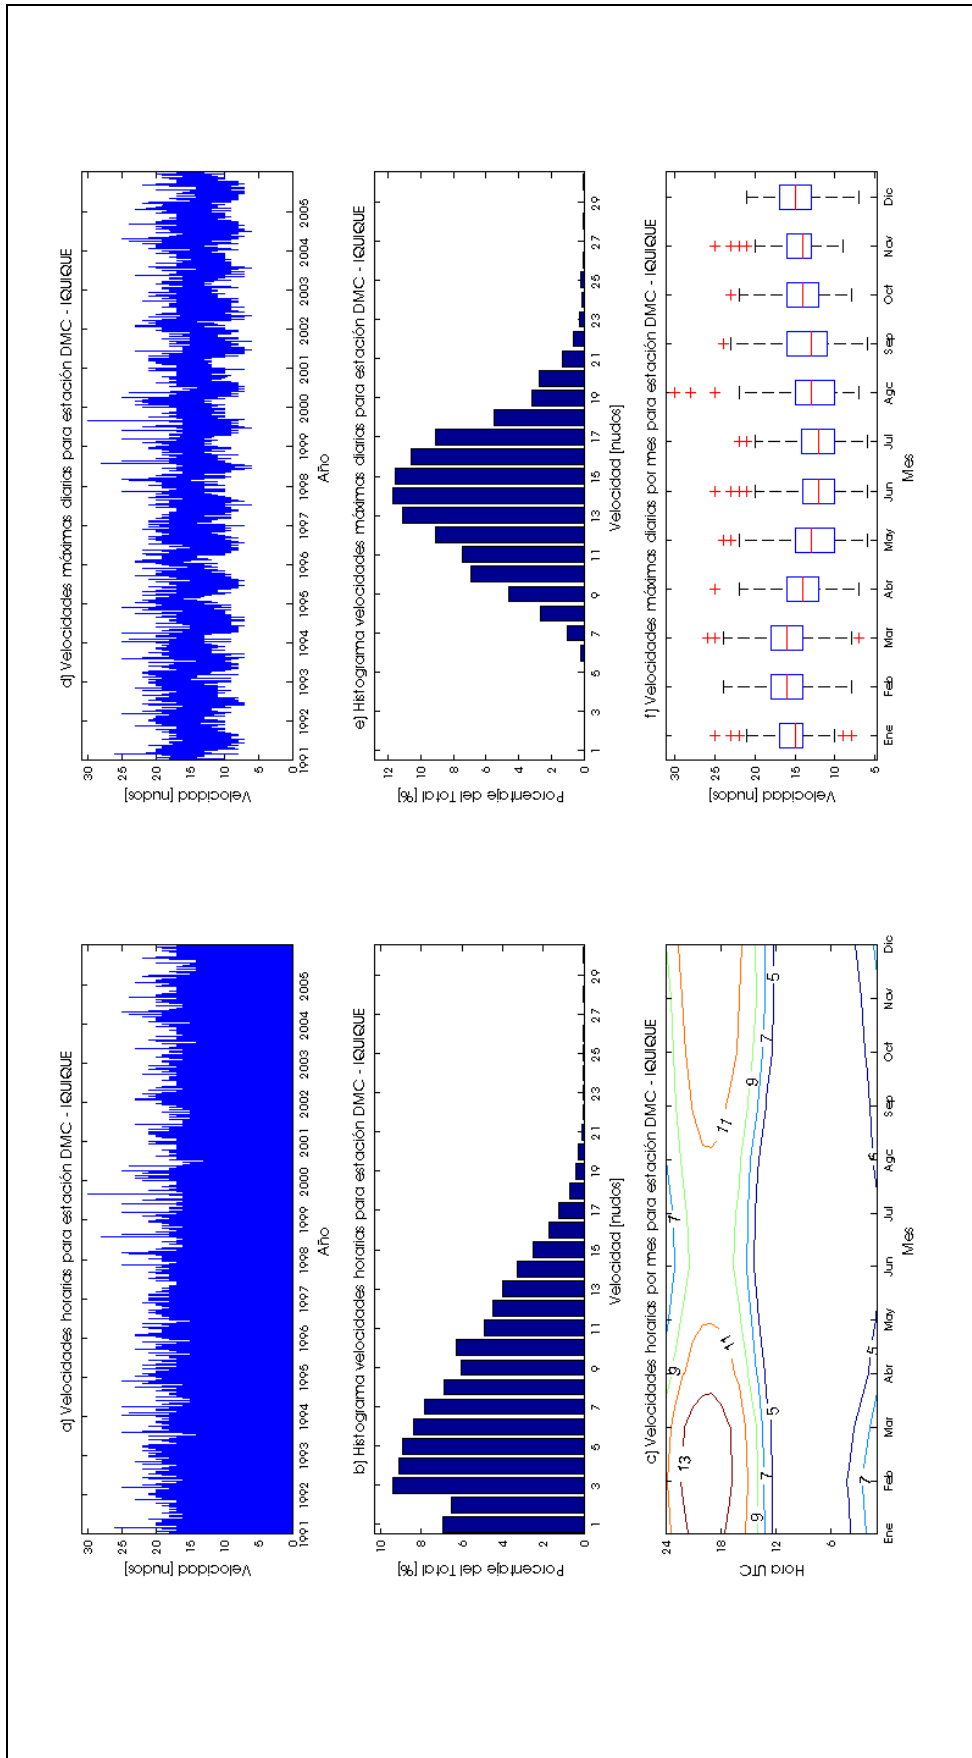 a) Velocidades horarias para estación DMC - IQUIQUE
Velocidad [nudos]
30
25
20
15
10
5
0
1991 1992 1993 1994 1995 1996 1997 1998 1999 2000 2001 2002 2003 2004 2005
Año
b) Histograma velocidades horarias para estación DMC - IQUIQUE
Porcentaje del Total [%]
10
8
6
4
2
0
1 3 5 7 9 11 13 15 17 19 21 23 25 27 29
Velocidad [nudos]
c) Velocidades horarias por mes para estación DMC - IQUIQUE
Hora UTC
24
18
12
6
13
11
11
9
9
9
7
7
7
7
5
5
5
5
Ene Feb Mar Abr May Jun Jul Ago Sep Oct Nov Dic
Mes
d) Velocidades máximas diarias para estación DMC - IQUIQUE
Velocidad [nudos]
30
25
20
15
10
5
0
1991 1992 1993 1994 1995 1996 1997 1998 1999 2000 2001 2002 2003 2004 2005
Año
e) Histograma velocidades máximas diarias para estación DMC - IQUIQUE
Porcentaje del Total [%]
12
10
8
6
4
2
0
1 3 5 7 9 11 13 15 17 19 21 23 25 27 29
Velocidad [nudos]
f) Velocidades máximas diarias por mes para estación DMC - IQUIQUE
Velocidad [nudos]
30
25
20
15
10
5
Ene Feb Mar Abr May Jun Jul Ago Sep Oct Nov Dic
Mes